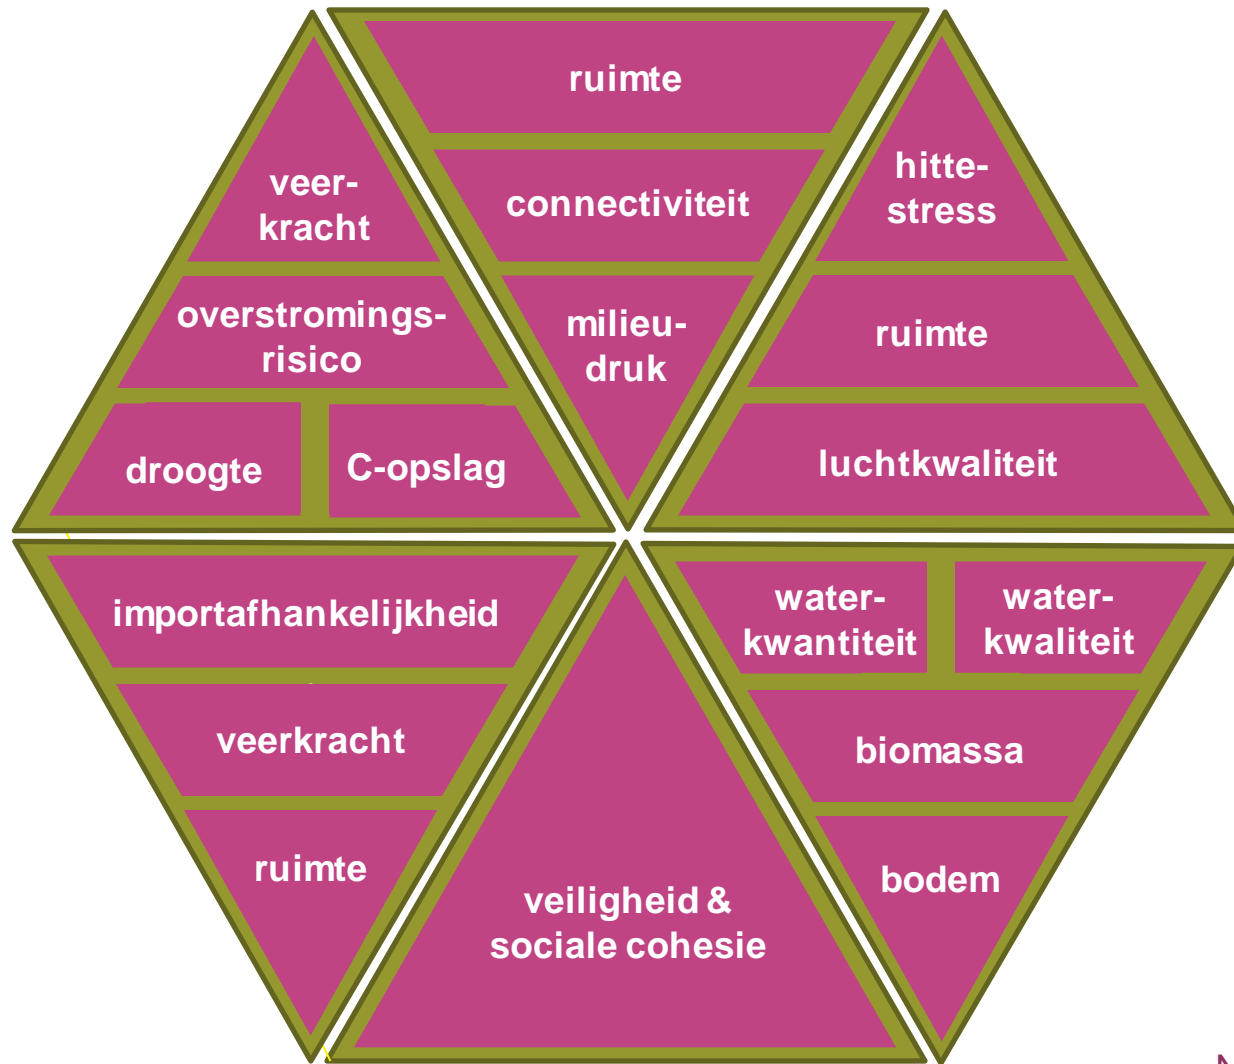 veer-
kracht
overstromings-
risico
droogte
C-opslag
ruimte
connectiviteit
milieu-
druk
hitte-
stress
ruimte
luchtkwaliteit
importafhankelijkheid
veerkracht
ruimte
veiligheid &
sociale cohesie
water-
kwantiteit
water-
kwaliteit
biomassa
bodem